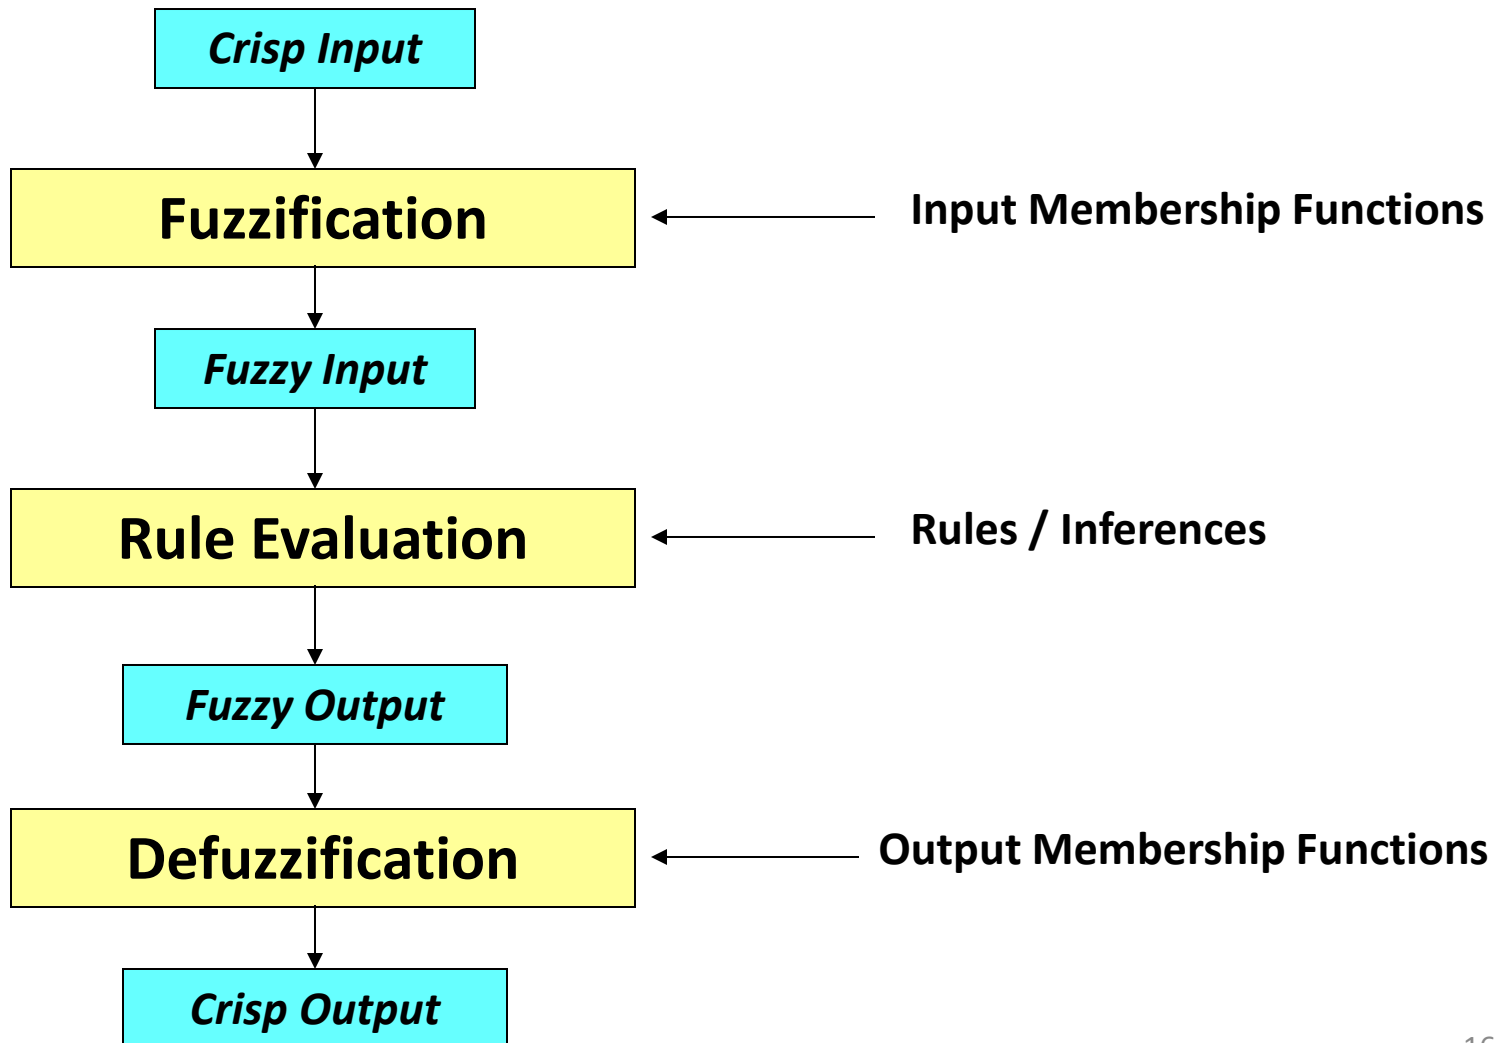 Crisp Input
Fuzzification
Input Membership Functions
Fuzzy Input
Rule Evaluation
Rules / Inferences
Fuzzy Output
Defuzzification
Output Membership Functions
Crisp Output